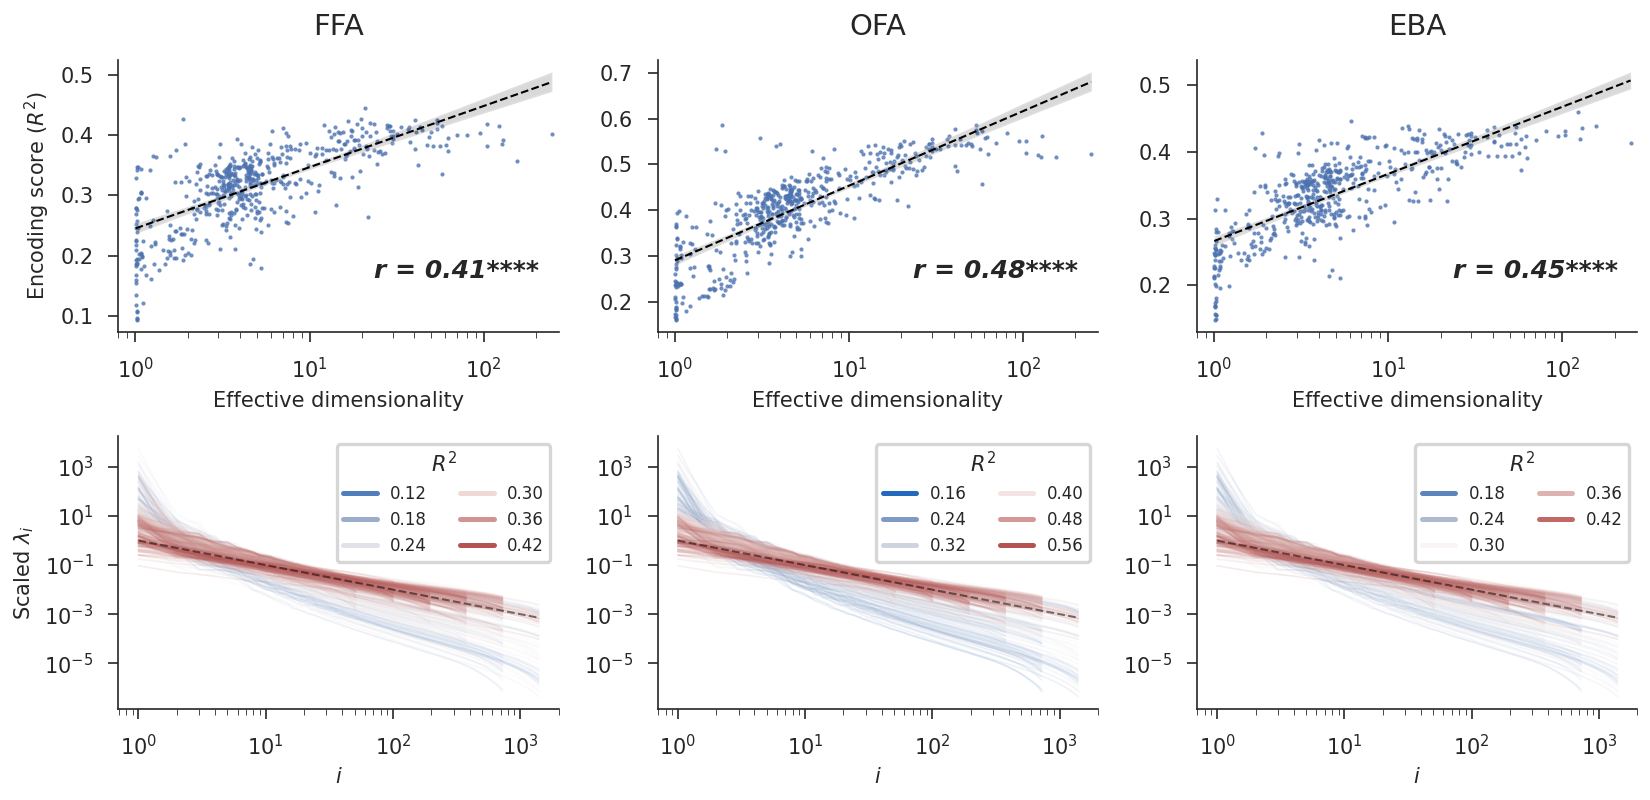 FFA
OFA
EBA
Encoding score (R²)
0.5
0.4
0.3
0.2
0.1
r = 0.41****
10⁰ 10¹ 10²
Effective dimensionality
0.7
0.6
0.5
0.4
0.3
0.2
r = 0.48****
10⁰ 10¹ 10²
Effective dimensionality
0.5
0.4
0.3
0.2
r = 0.45****
10⁰ 10¹ 10²
Effective dimensionality
Scaled λᵢ
10³
10¹
10⁻¹
10⁻³
10⁻⁵
R²
0.12 0.30
0.18 0.36
0.24 0.42
10⁰ 10¹ 10² 10³
i
10³
10¹
10⁻¹
10⁻³
10⁻⁵
R²
0.16 0.40
0.24 0.48
0.32 0.56
10⁰ 10¹ 10² 10³
i
10³
10¹
10⁻¹
10⁻³
10⁻⁵
R²
0.18 0.36
0.24 0.42
0.30
10⁰ 10¹ 10² 10³
i